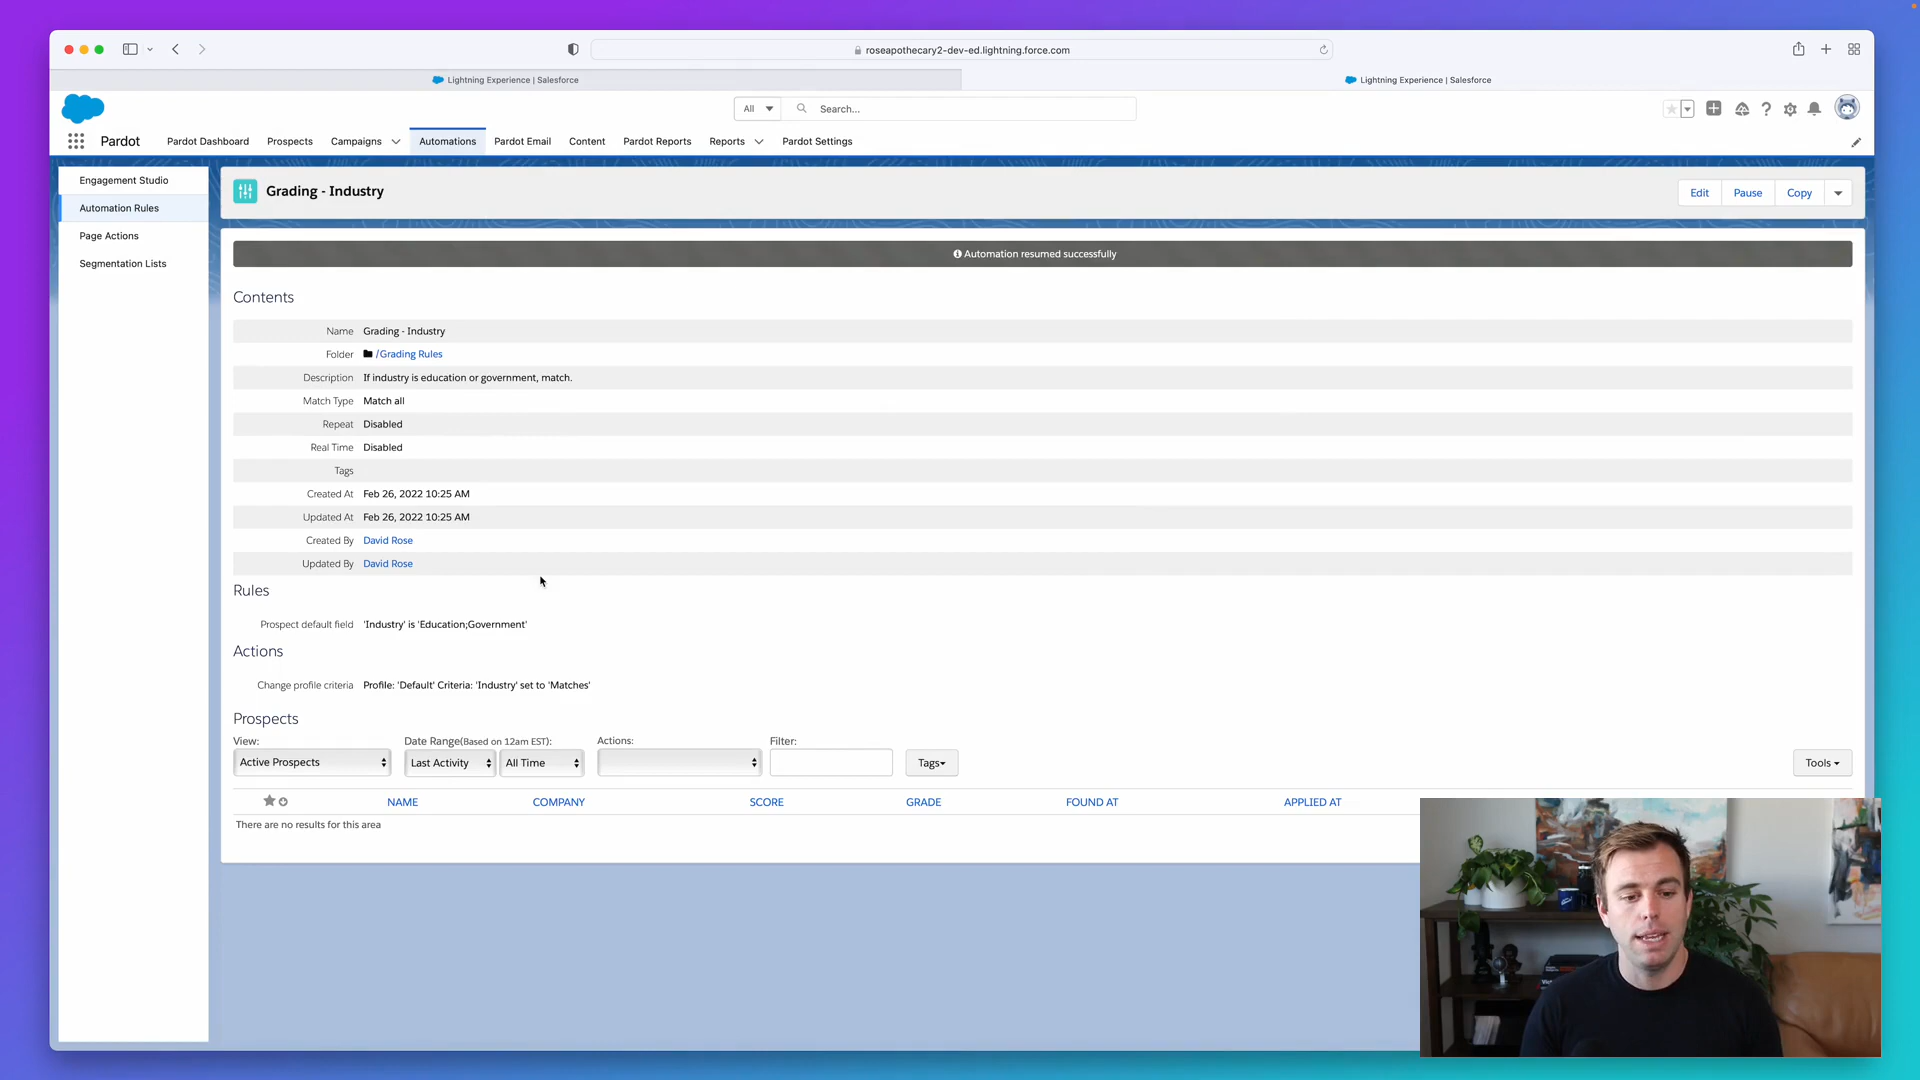 roseapothecary2-dev-ed.lightning.force.com
Lightning Experience | Salesforce
Lightning Experience | Salesforce
All
Search...
Pardot
Pardot Dashboard
Prospects
Campaigns
Automations
Pardot Email
Content
Pardot Reports
Reports
Pardot Settings
Engagement Studio
Automation Rules
Page Actions
Segmentation Lists
Grading - Industry
Edit
Pause
Copy
Automation resumed successfully
Contents
Name Grading - Industry
Folder /Grading Rules
Description If industry is education or government, match.
Match Type Match all
Repeat Disabled
Real Time Disabled
Tags
Created At Feb 26, 2022 10:25 AM
Updated At Feb 26, 2022 10:25 AM
Created By David Rose
Updated By David Rose
Rules
Prospect default field 'Industry' is 'Education;Government'
Actions
Change profile criteria Profile: 'Default' Criteria: 'Industry' set to 'Matches'
Prospects
View: Date Range(Based on 12am EST): Actions: Filter:
Active Prospects Last Activity All Time Tags Tools
NAME COMPANY SCORE GRADE FOUND AT APPLIED AT
There are no results for this area